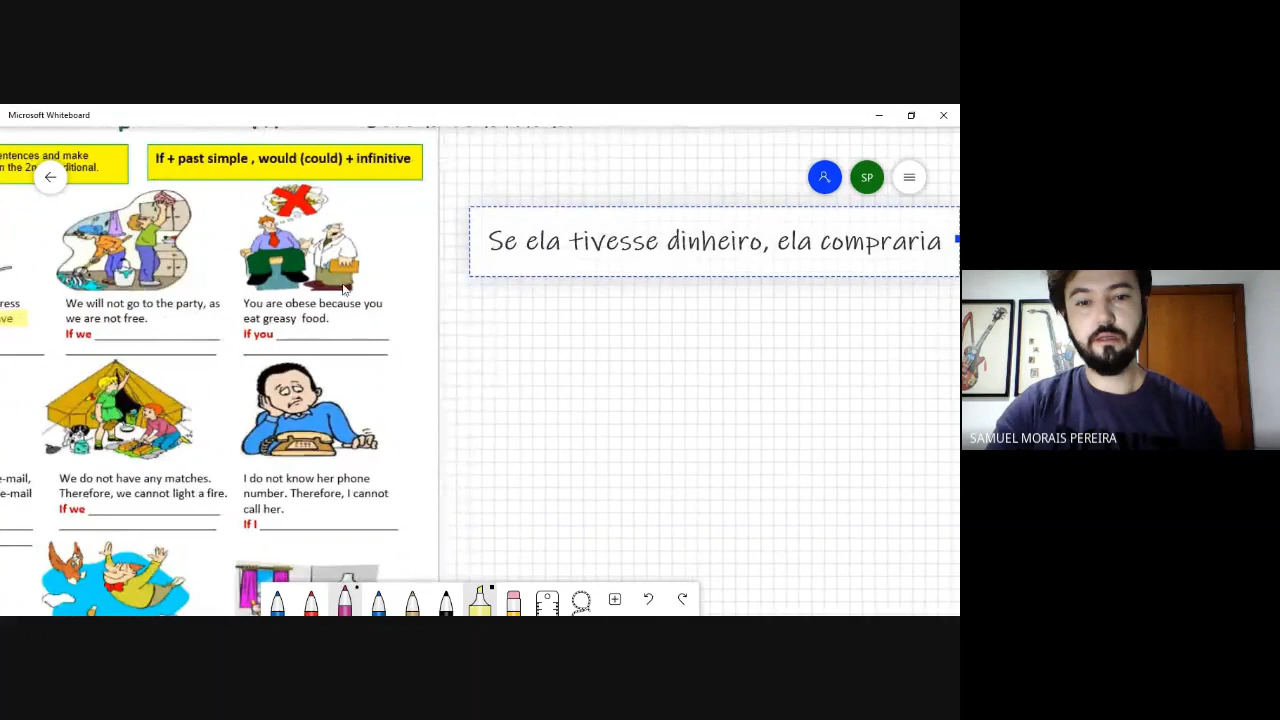 Microsoft Whiteboard
entences and make
n the 2n ditional.
If + past simple , would (could) + infinitive
SP
Se ela tivesse dinheiro, ela compraria
ress
ve
We will not go to the party, as
we are not free.
If we
You are obese because you
eat greasy food.
If you
e-mail,
e-mail
We do not have any matches.
Therefore, we cannot light a fire.
If we
I do not know her phone
number. Therefore, I cannot
call her.
If I
SAMUEL MORAIS PEREIRA